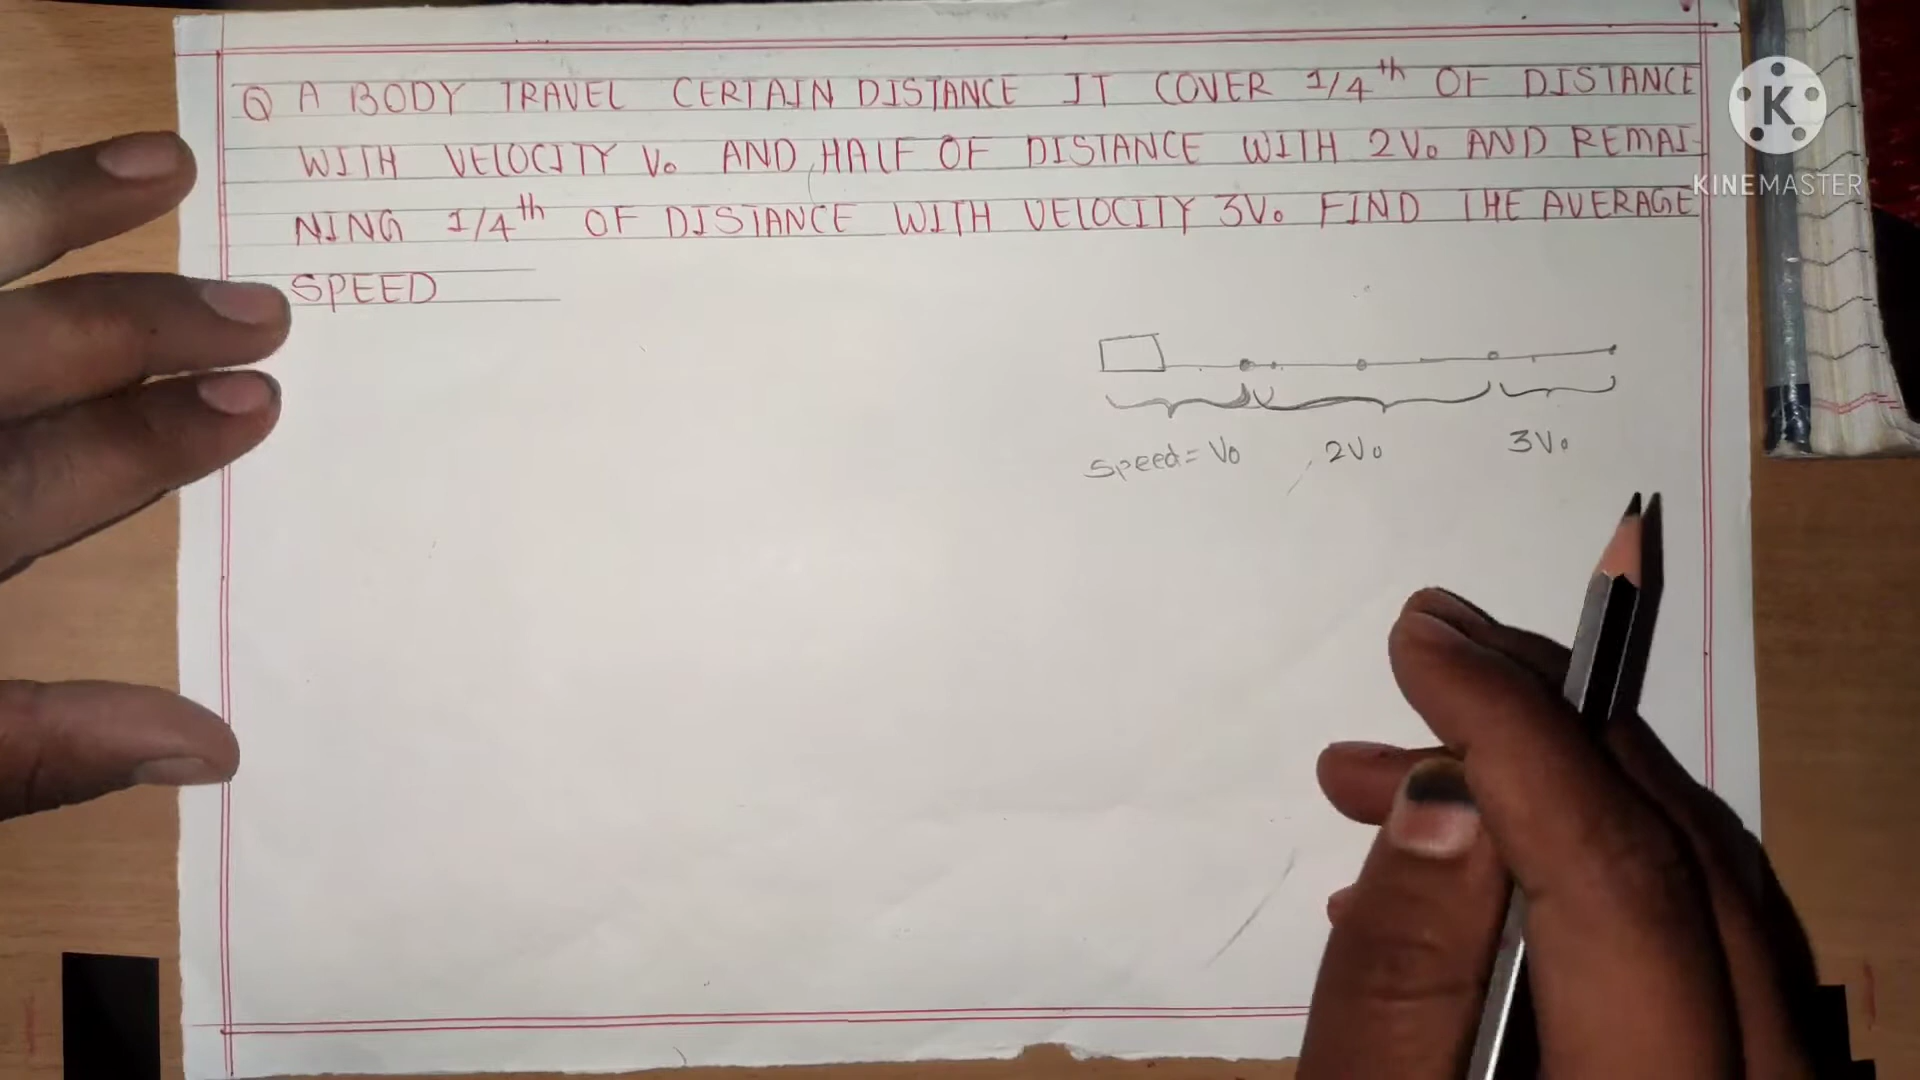 Q A BODY TRAVEL CERTAIN DISTANCE IT COVER 1/4th OF DISTANCE
WITH VELOCITY V₀ AND HALF OF DISTANCE WITH 2V₀ AND REMAI-
NING 1/4th OF DISTANCE WITH VELOCITY 3V₀ FIND THE AVERAGE
SPEED
K
KINEMASTER
speed = V₀ 2V₀ 3V₀